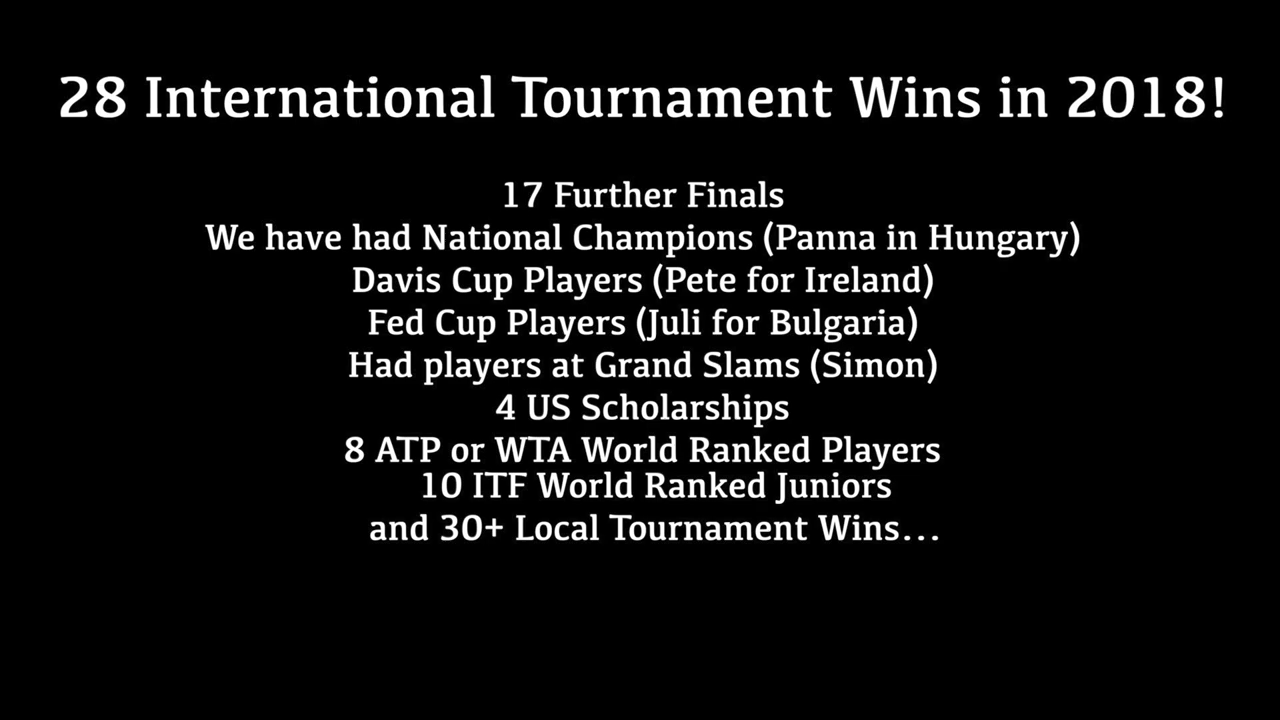 28 International Tournament Wins in 2018!
17 Further Finals
We have had National Champions (Panna in Hungary)
Davis Cup Players (Pete for Ireland)
Fed Cup Players (Juli for Bulgaria)
Had players at Grand Slams (Simon)
4 US Scholarships
8 ATP or WTA World Ranked Players
10 ITF World Ranked Juniors
and 30+ Local Tournament Wins...